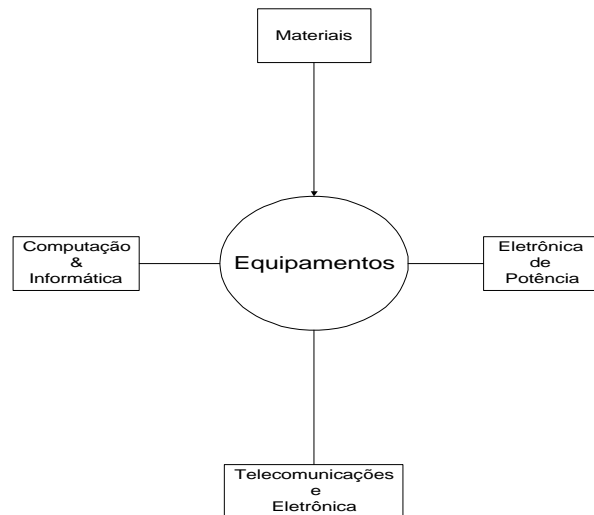 Materiais
Computação
&
Informática
Equipamentos
Eletrônica
de
Potência
Telecomunicações
e
Eletrônica